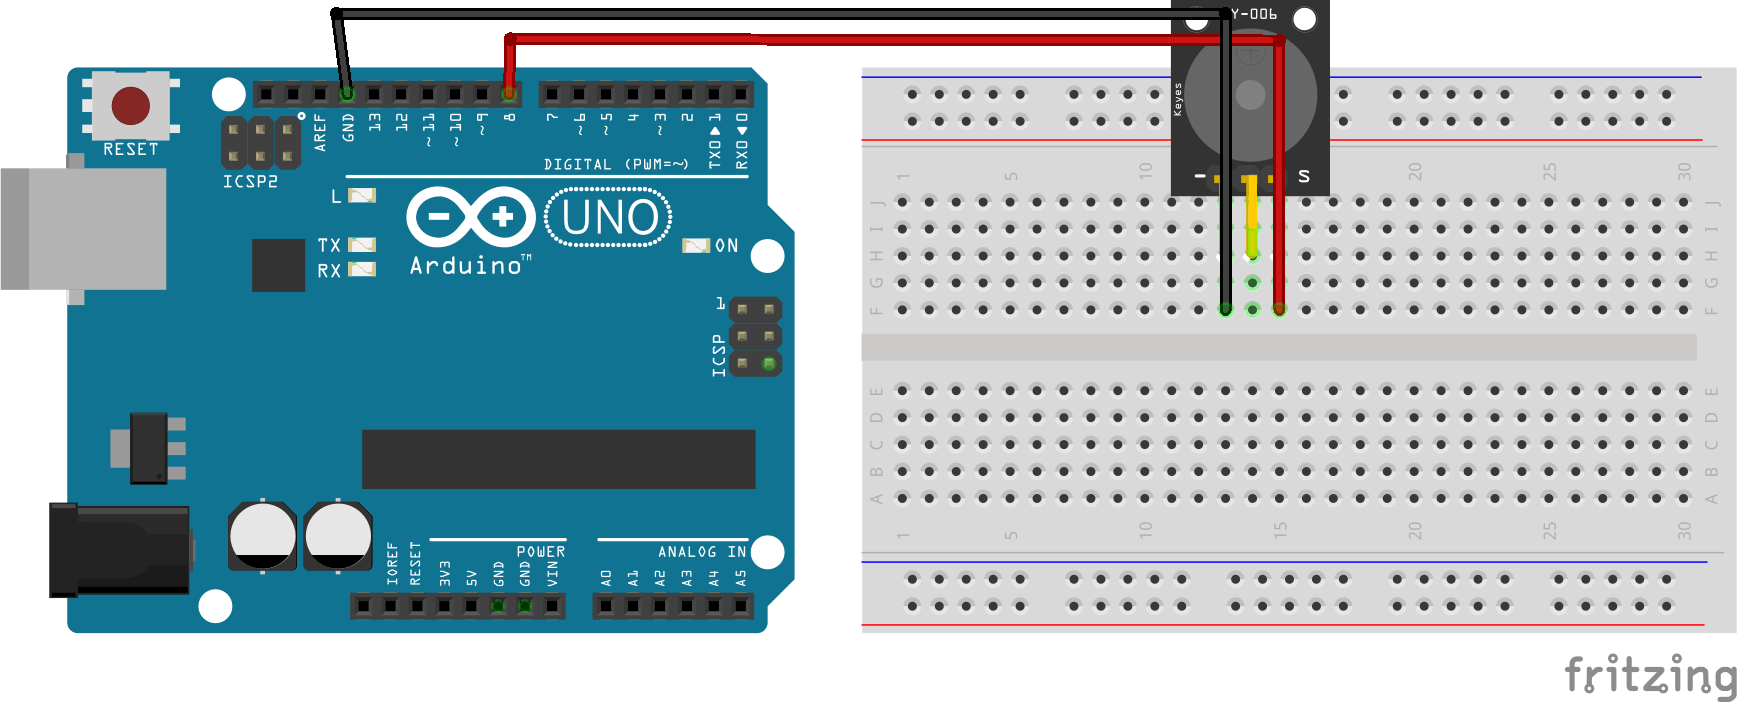 Y-006
Keyes
- S
RESET
ICSP2
AREF
GND
13
12
~11
~10
~9
8
7
~6
~5
4
~3
2
TX0▶1
RX0◀0
DIGITAL (PWM=~)
L
TX
RX
UNO
Arduino™
ON
1
ICSP
IOREF
RESET
3V3
5V
GND
GND
VIN
POWER
ANALOG IN
A0
A1
A2
A3
A4
A5
1 5 10 15 20 25 30
J J
I I
H H
G G
F F
E E
D D
C C
B B
A A
1 5 10 15 20 25 30
fritzing